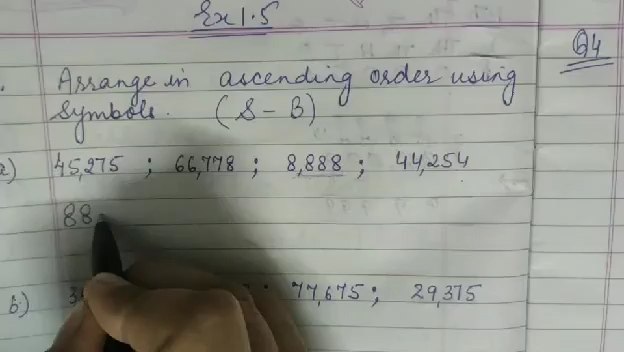 Ex 1.5
Q4
Arrange in ascending order using
Symbols. (S - B)
a) 45,275 ; 66,778 ; 8,888 ; 44,254
88
b) 77,675 ; 29,375